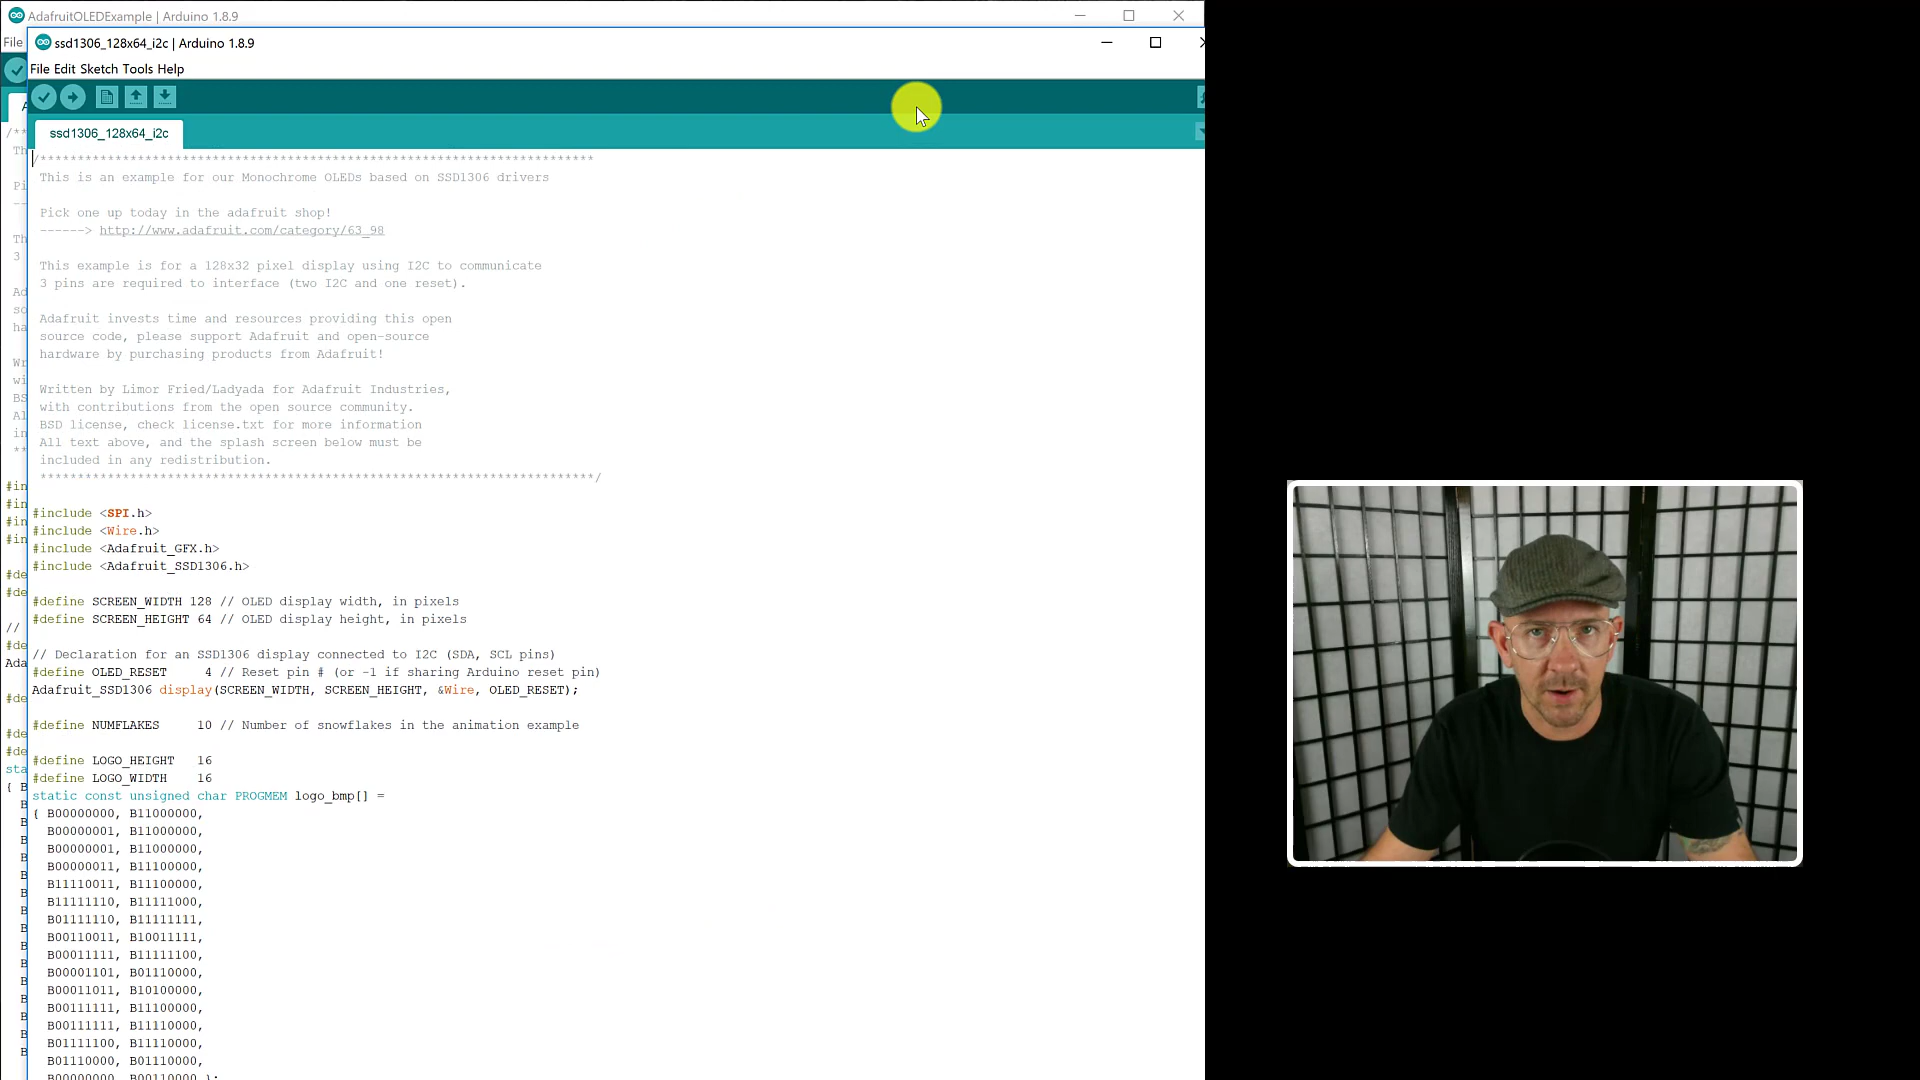 AdafruitOLEDExample | Arduino 1.8.9
File
ssd1306_128x64_i2c | Arduino 1.8.9
File Edit Sketch Tools Help
ssd1306_128x64_i2c
/**************************************************************************
This is an example for our Monochrome OLEDs based on SSD1306 drivers
Pick one up today in the adafruit shop!
------> http://www.adafruit.com/category/63_98
This example is for a 128x32 pixel display using I2C to communicate
3 pins are required to interface (two I2C and one reset).
Adafruit invests time and resources providing this open
source code, please support Adafruit and open-source
hardware by purchasing products from Adafruit!
Written by Limor Fried/Ladyada for Adafruit Industries,
with contributions from the open source community.
BSD license, check license.txt for more information
All text above, and the splash screen below must be
included in any redistribution.
**************************************************************************/
#include <SPI.h>
#include <Wire.h>
#include <Adafruit_GFX.h>
#include <Adafruit_SSD1306.h>
#define SCREEN_WIDTH 128 // OLED display width, in pixels
#define SCREEN_HEIGHT 64 // OLED display height, in pixels
// Declaration for an SSD1306 display connected to I2C (SDA, SCL pins)
#define OLED_RESET     4 // Reset pin # (or -1 if sharing Arduino reset pin)
Adafruit_SSD1306 display(SCREEN_WIDTH, SCREEN_HEIGHT, &Wire, OLED_RESET);
#define NUMFLAKES     10 // Number of snowflakes in the animation example
#define LOGO_HEIGHT   16
#define LOGO_WIDTH    16
static const unsigned char PROGMEM logo_bmp[] =
{ B00000000, B11000000,
B00000001, B11000000,
B00000001, B11000000,
B00000011, B11100000,
B11110011, B11100000,
B11111110, B11111000,
B01111110, B11111111,
B00110011, B10011111,
B00011111, B11111100,
B00001101, B01110000,
B00011011, B10100000,
B00111111, B11100000,
B00111111, B11110000,
B01111100, B11110000,
B01110000, B01110000,
B00000000, B00110000 };